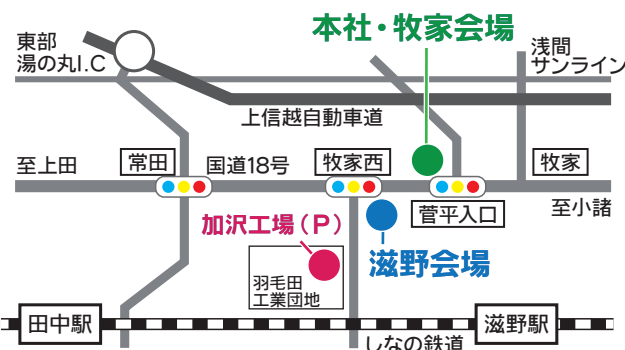 本社・牧家会場
東部
湯の丸I.C
浅間
サンライン
上信越自動車道
至上田
常田
国道18号
牧家西
牧家
菅平入口
至小諸
加沢工場（P）
滋野会場
羽毛田
工業団地
田中駅
滋野駅
しなの鉄道